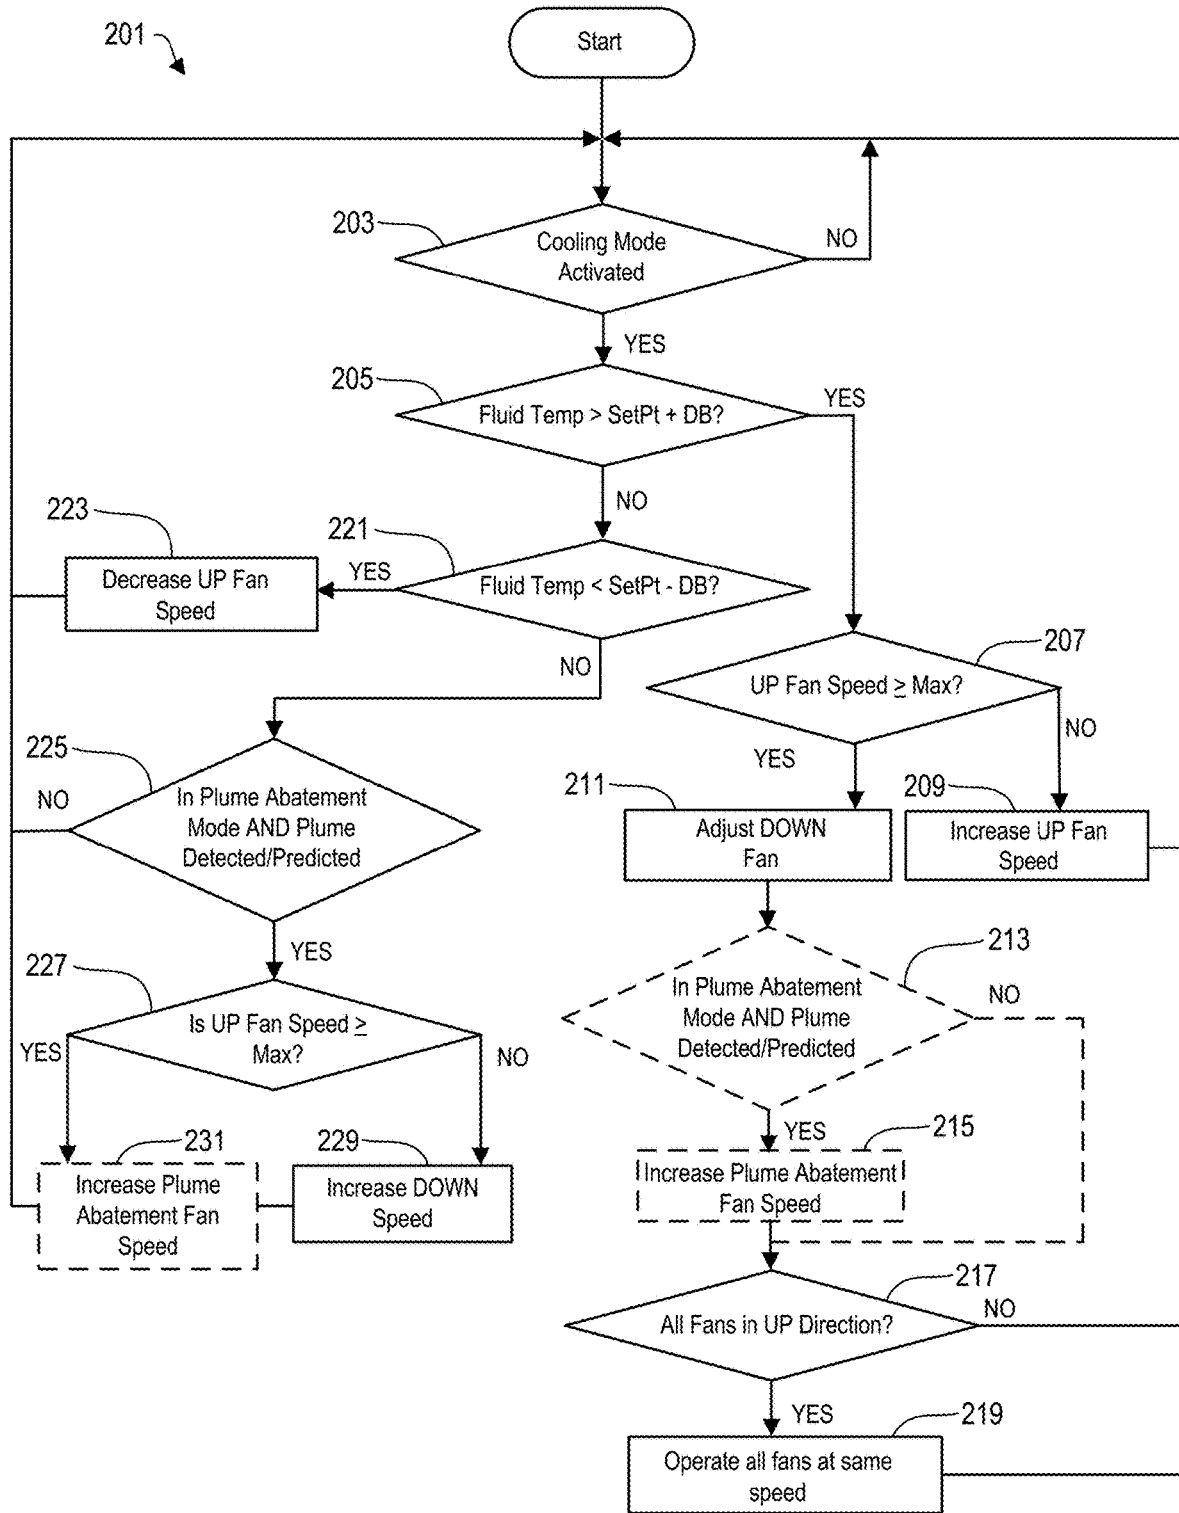 201
Start
203
Cooling Mode
Activated
NO
YES
205
Fluid Temp > SetPt + DB?
YES
NO
223
Decrease UP Fan
Speed
YES
221
Fluid Temp < SetPt - DB?
NO
207
UP Fan Speed ≥ Max?
NO
YES
225
NO
In Plume Abatement
Mode AND Plume
Detected/Predicted
YES
211
Adjust DOWN
Fan
209
Increase UP Fan
Speed
227
Is UP Fan Speed ≥
Max?
YES
NO
213
In Plume Abatement
Mode AND Plume
Detected/Predicted
NO
YES
231
Increase Plume
Abatement Fan
Speed
229
Increase DOWN
Speed
215
Increase Plume Abatement
Fan Speed
217
All Fans in UP Direction?
NO
YES
219
Operate all fans at same
speed